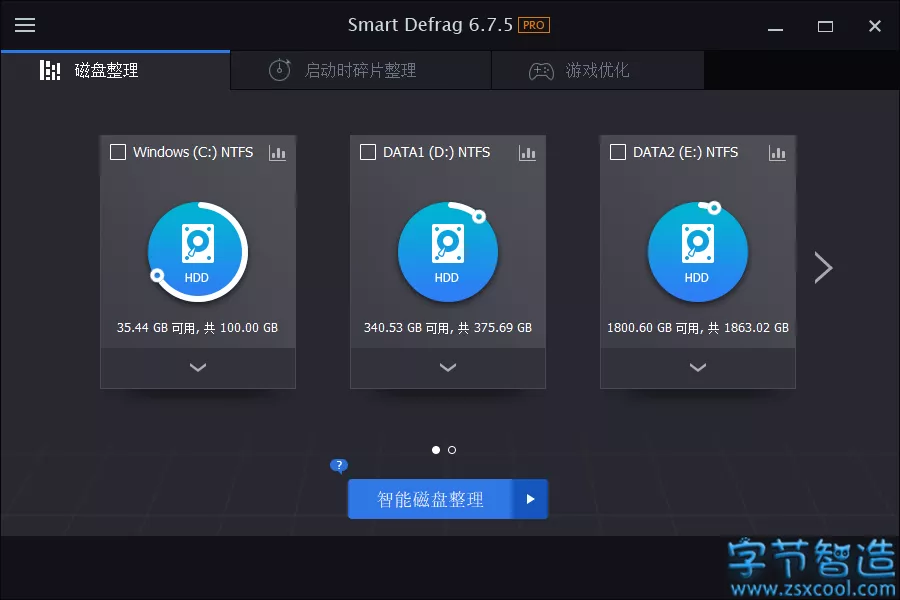 Smart Defrag 6.7.5 PRO
磁盘整理
启动时碎片整理
游戏优化
Windows (C:) NTFS
DATA1 (D:) NTFS
DATA2 (E:) NTFS
HDD
HDD
HDD
35.44 GB 可用, 共 100.00 GB
340.53 GB 可用, 共 375.69 GB
1800.60 GB 可用, 共 1863.02 GB
?
智能磁盘整理
字节智造
www.zsxcool.com